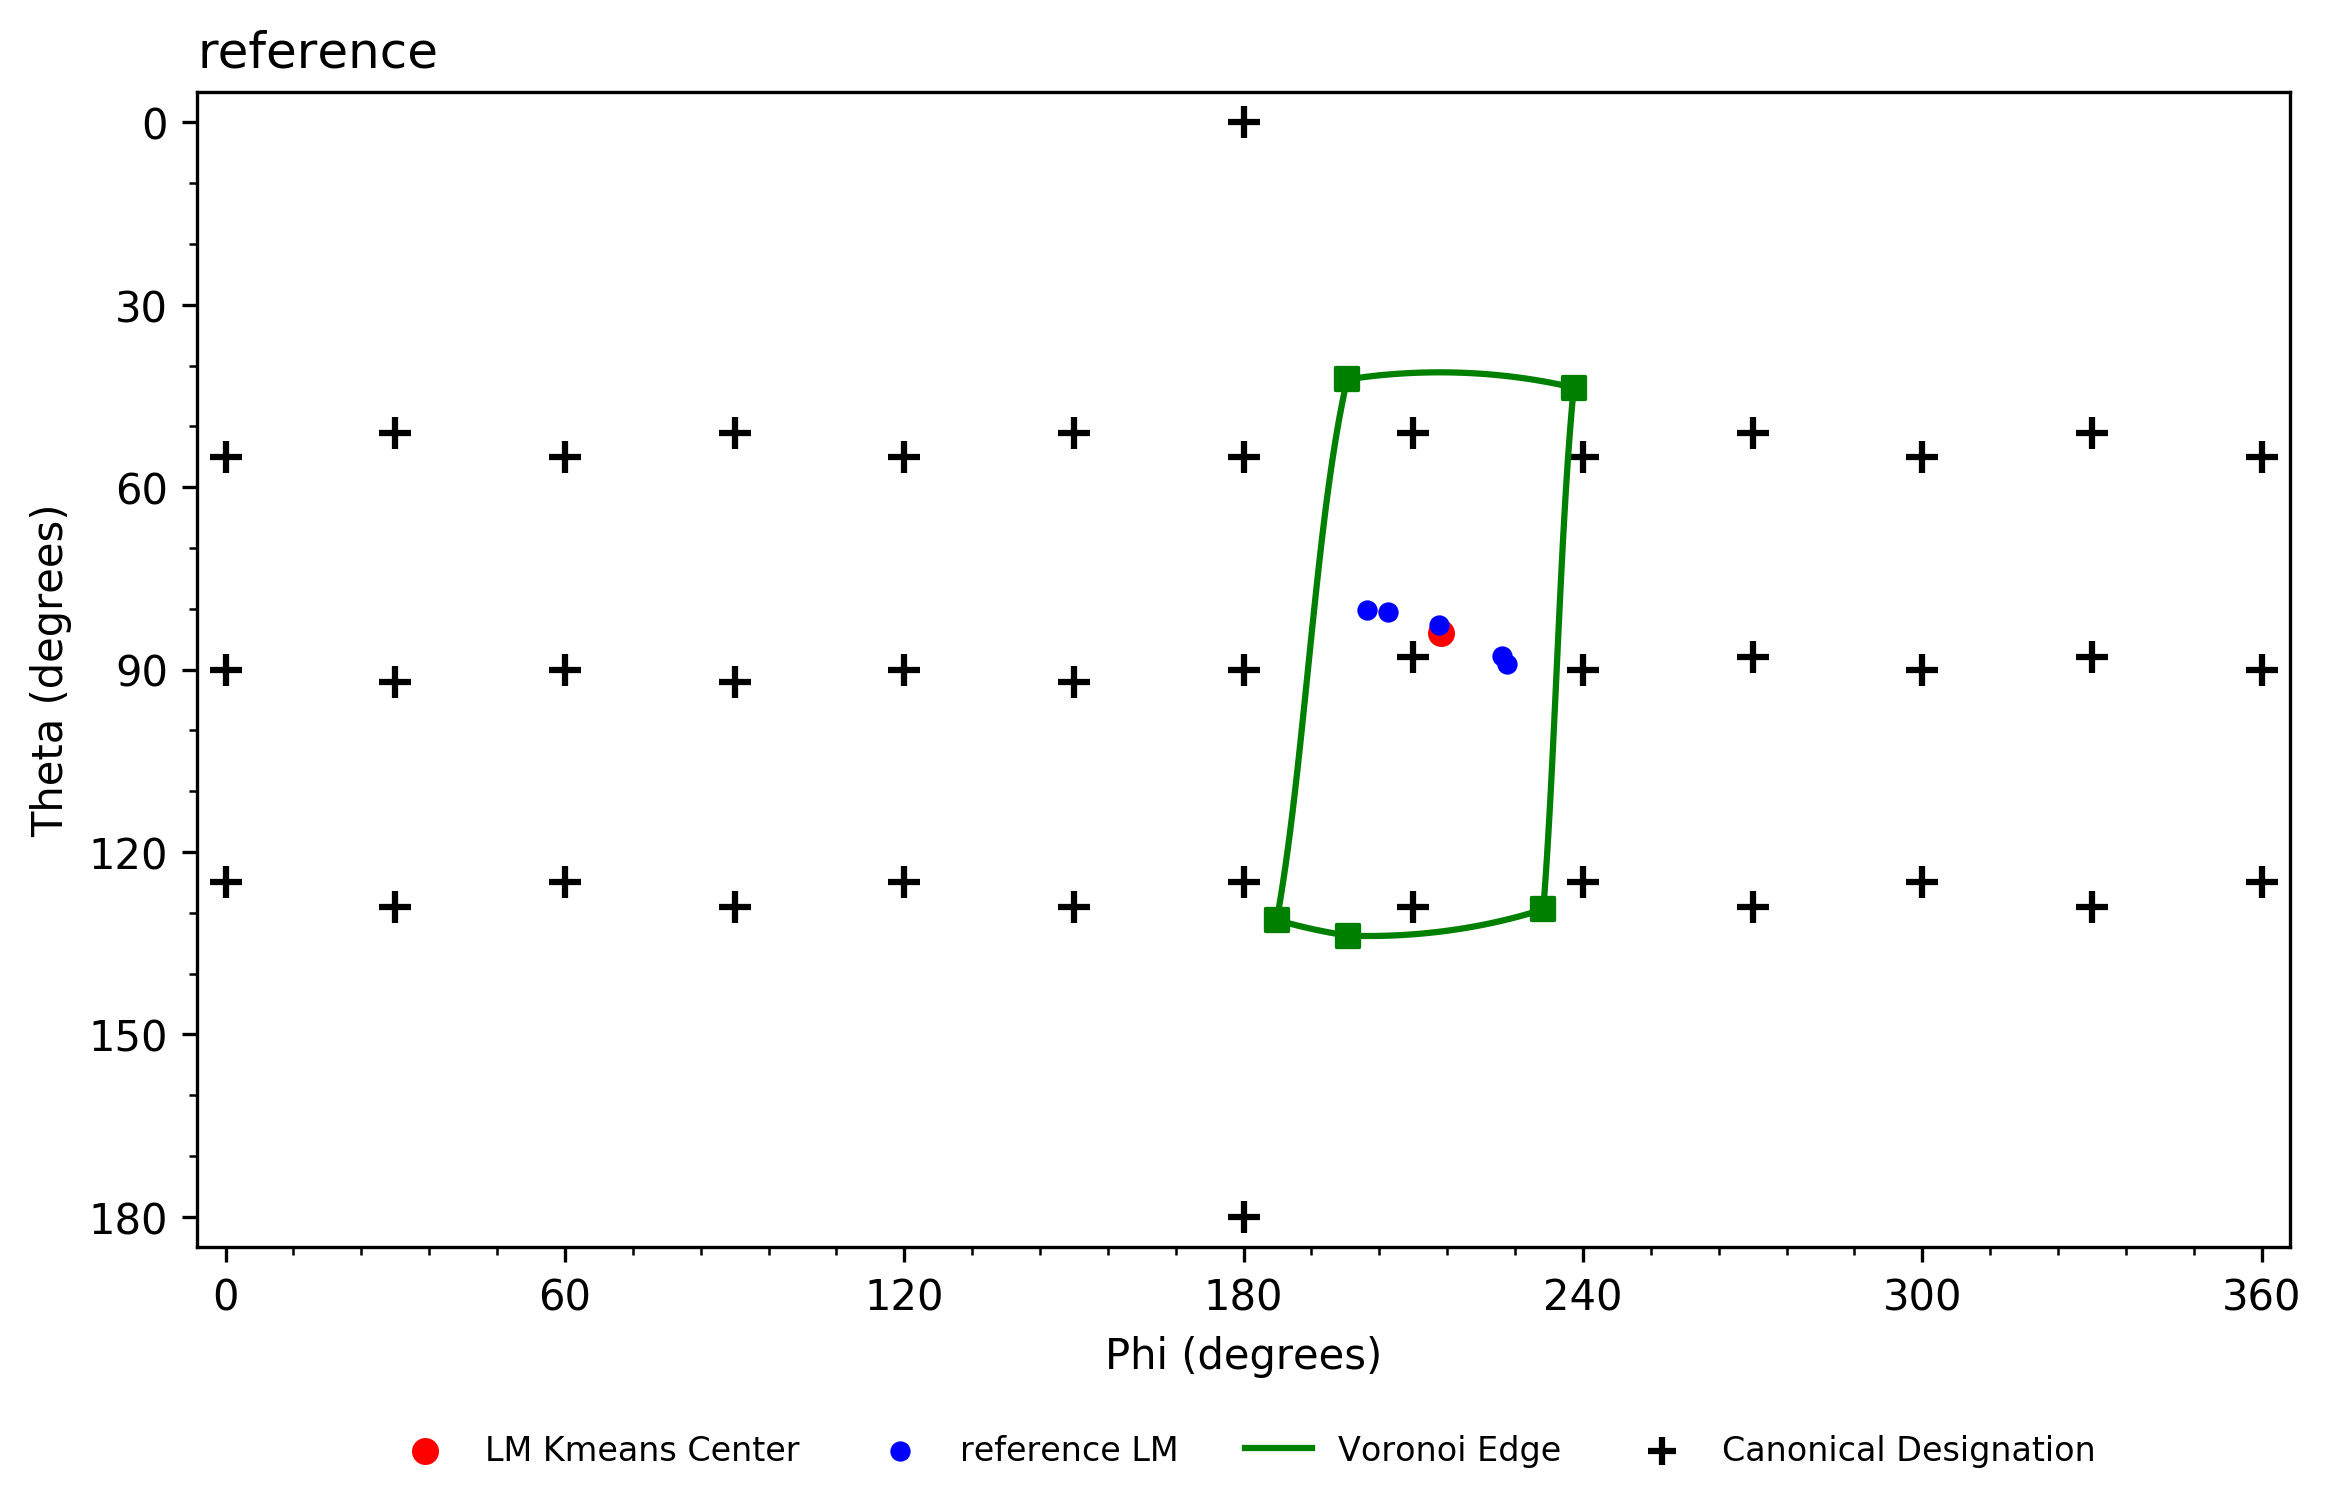 reference
0
30
60
90
120
150
180
Theta (degrees)
0 60 120 180 240 300 360
Phi (degrees)
LM Kmeans Center reference LM Voronoi Edge Canonical Designation